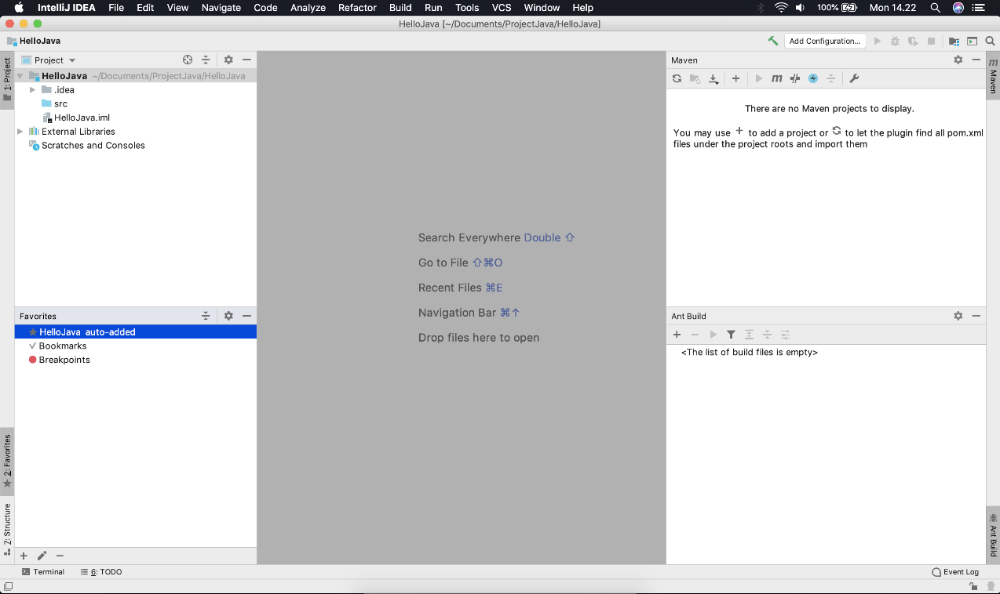 IntelliJ IDEA File Edit View Navigate Code Analyze Refactor Build Run Tools VCS Window Help 100% Mon 14.22
HelloJava [~/Documents/ProjectJava/HelloJava]
HelloJava
Add Configuration...
1: Project
Project
HelloJava ~/Documents/ProjectJava/HelloJava
.idea
src
HelloJava.iml
External Libraries
Scratches and Consoles
Search Everywhere Double ⇧
Go to File ⇧⌘O
Recent Files ⌘E
Navigation Bar ⌘↑
Drop files here to open
Maven
m
There are no Maven projects to display.
You may use + to add a project or to let the plugin find all pom.xml
files under the project roots and import them
m Maven
Favorites
HelloJava auto-added
Bookmarks
Breakpoints
2: Favorites
Z: Structure
Ant Build
<The list of build files is empty>
Ant Build
Terminal
6: TODO
Event Log